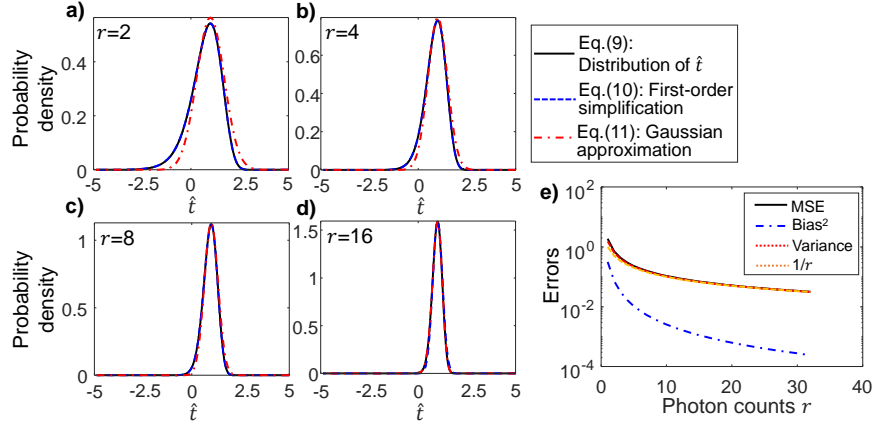 a)
r=2
Probability
density
0.6
0.4
0.2
0
-5 -2.5 0 2.5 5
t̂
b)
r=4
0.8
0.6
0.4
0.2
0
-5 -2.5 0 2.5 5
t̂
Eq.(9):
Distribution of t̂
Eq.(10): First-order
simplification
Eq.(11): Gaussian
approximation
c)
r=8
Probability
density
1
0.5
0
-5 -2.5 0 2.5 5
t̂
d)
r=16
1.5
1
0.5
0
-5 -2.5 0 2.5 5
t̂
e)
Errors
10²
10⁰
10⁻²
10⁻⁴
0 10 20 30 40
Photon counts r
MSE
Bias²
Variance
1/r